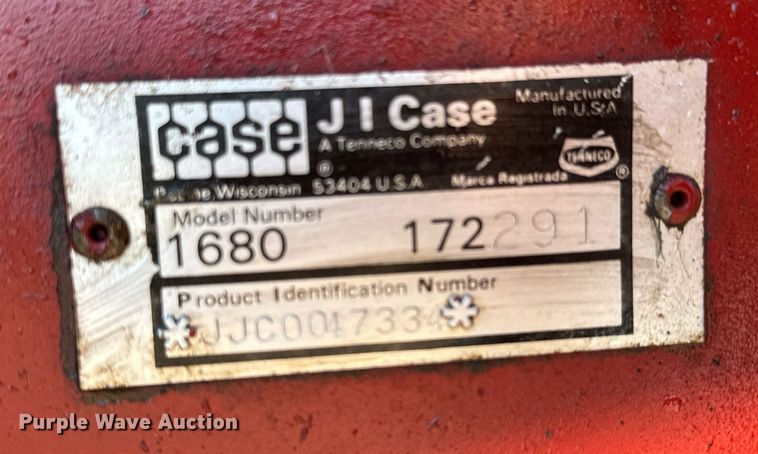 case
J I Case
A Tenneco Company
Manufactured
In U.S.A
TENNECO
®
®
Wisconsin 53404 U.S.A. Marca Registrada
Model Number
1680 172291
Product Identification Number
*JJC0047334*
Purple Wave Auction